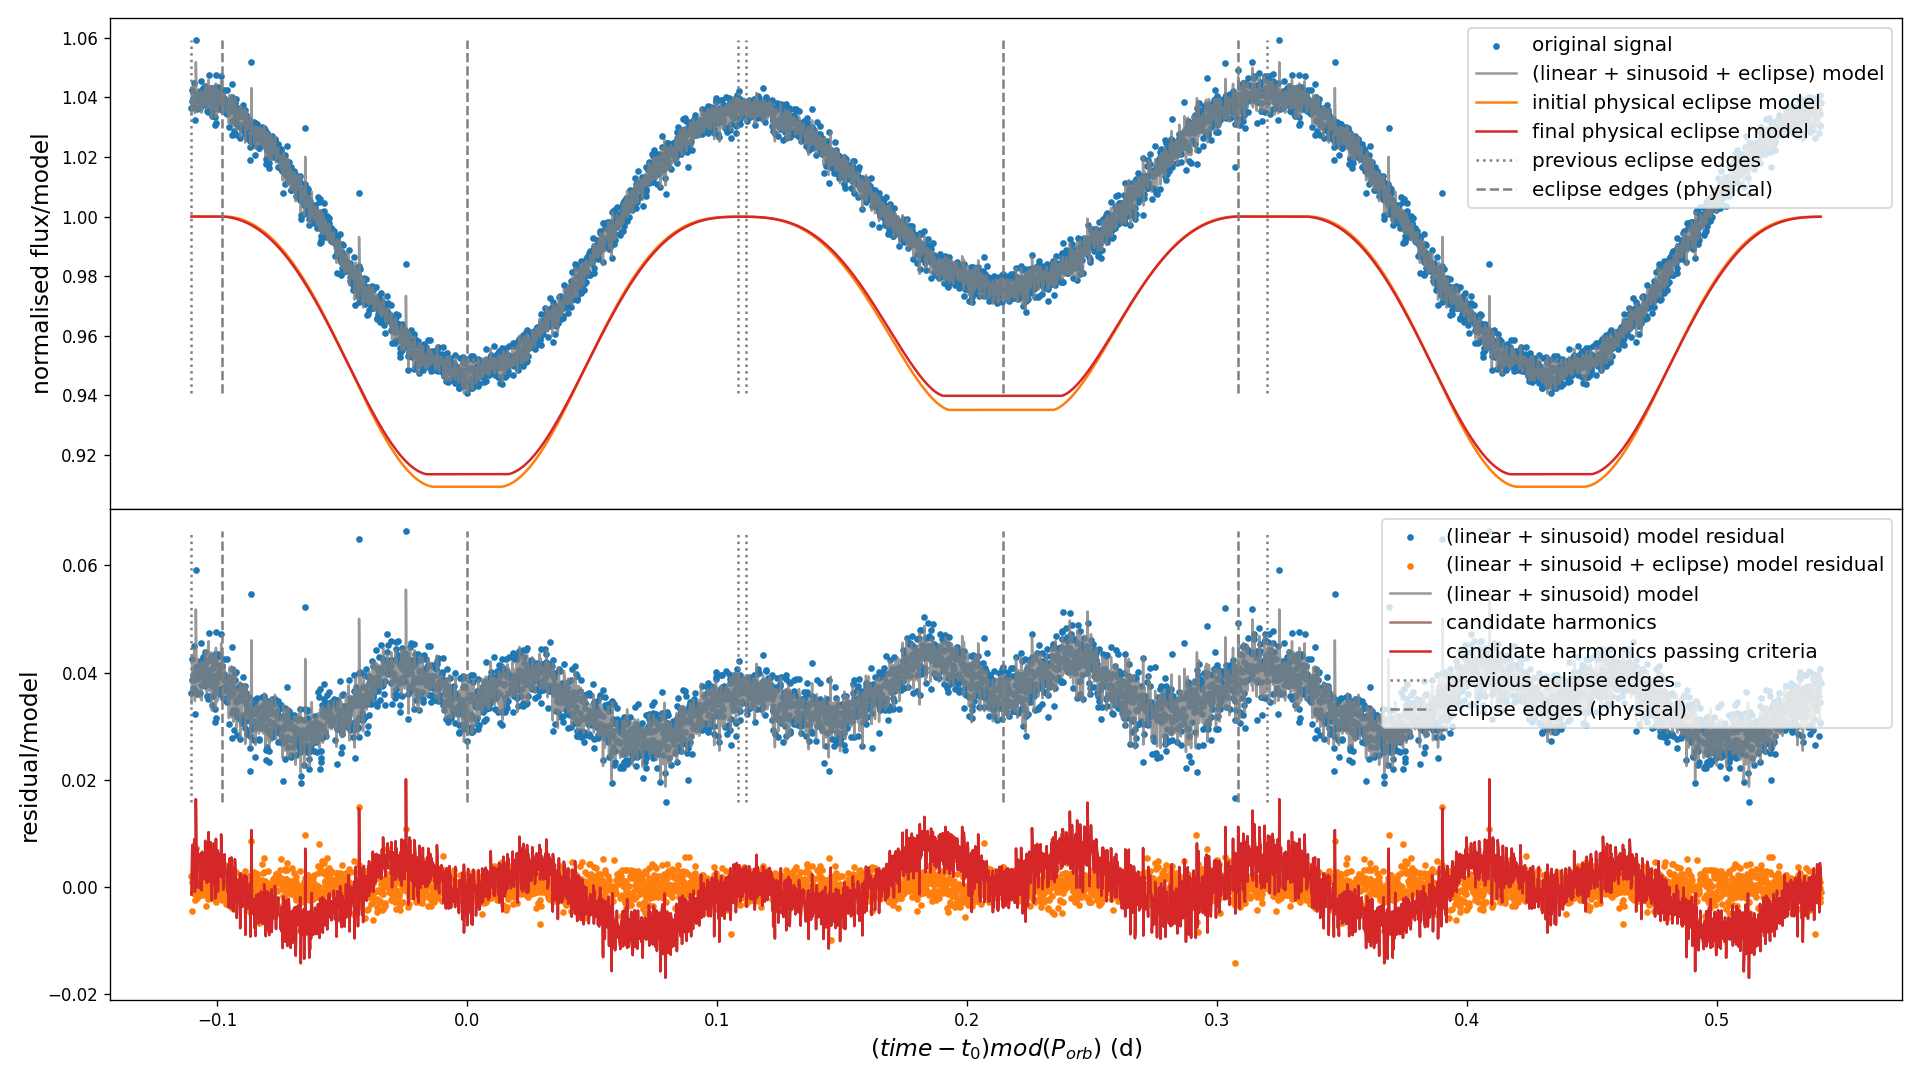 1.06
1.04
1.02
1.00
0.98
0.96
0.94
0.92
normalised flux/model
original signal
(linear + sinusoid + eclipse) model
initial physical eclipse model
final physical eclipse model
previous eclipse edges
eclipse edges (physical)
0.06
0.04
0.02
0.00
−0.02
residual/model
(linear + sinusoid) model residual
(linear + sinusoid + eclipse) model residual
(linear + sinusoid) model
candidate harmonics
candidate harmonics passing criteria
previous eclipse edges
eclipse edges (physical)
−0.1 0.0 0.1 0.2 0.3 0.4 0.5
(time − t₀)mod(Pₒᵣb) (d)